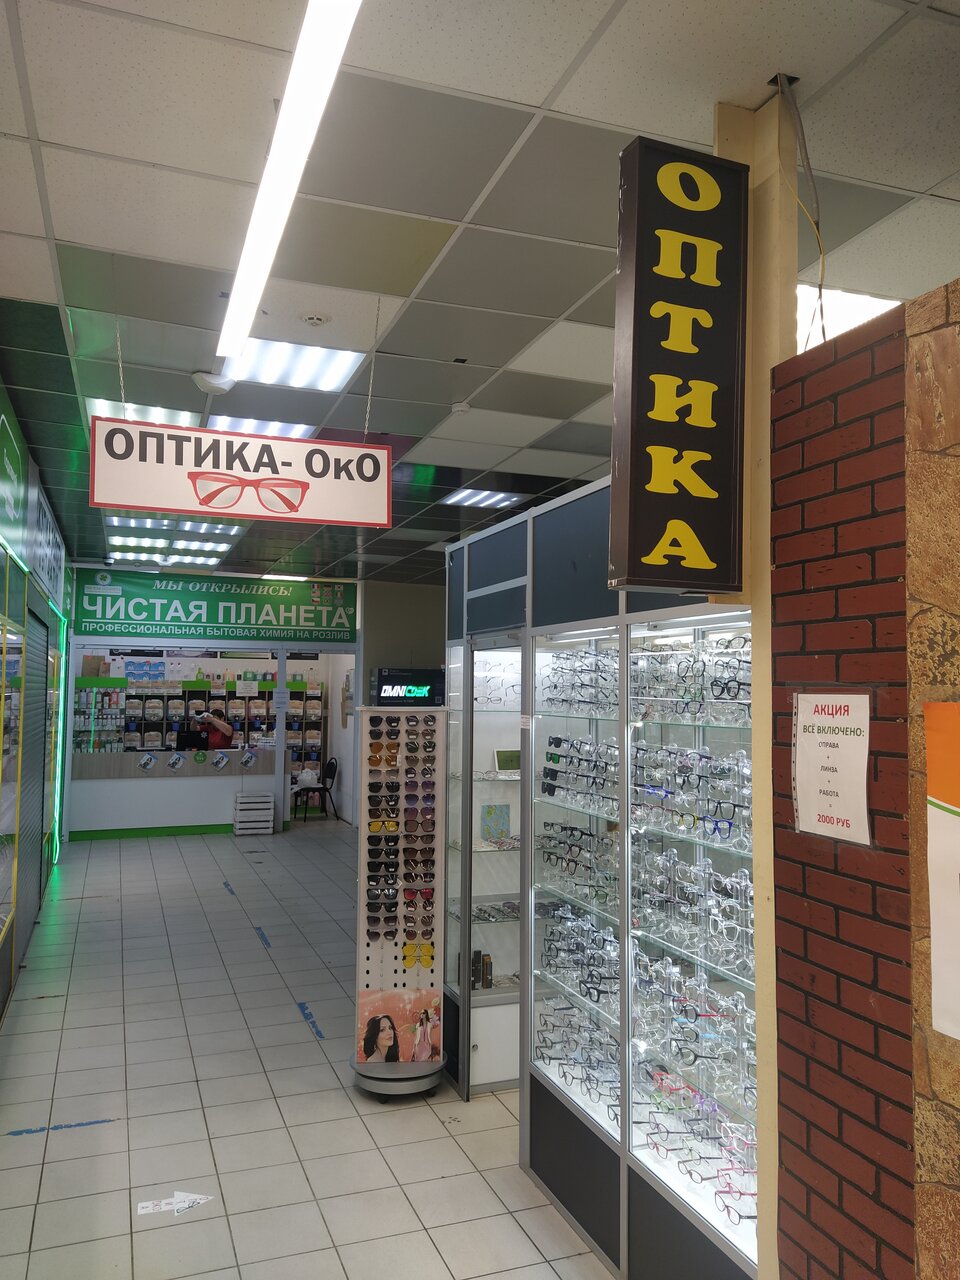 ОПТИКА
ОПТИКА- ОкО
МЫ ОТКРЫЛИСЬ!
ЧИСТАЯ ПЛАНЕТА
ПРОФЕССИОНАЛЬНАЯ БЫТОВАЯ ХИМИЯ НА РОЗЛИВ
АКЦИЯ
ВСЁ ВКЛЮЧЕНО:
ОПРАВА
+
ЛИНЗА
+
РАБОТА
=
2000 РУБ